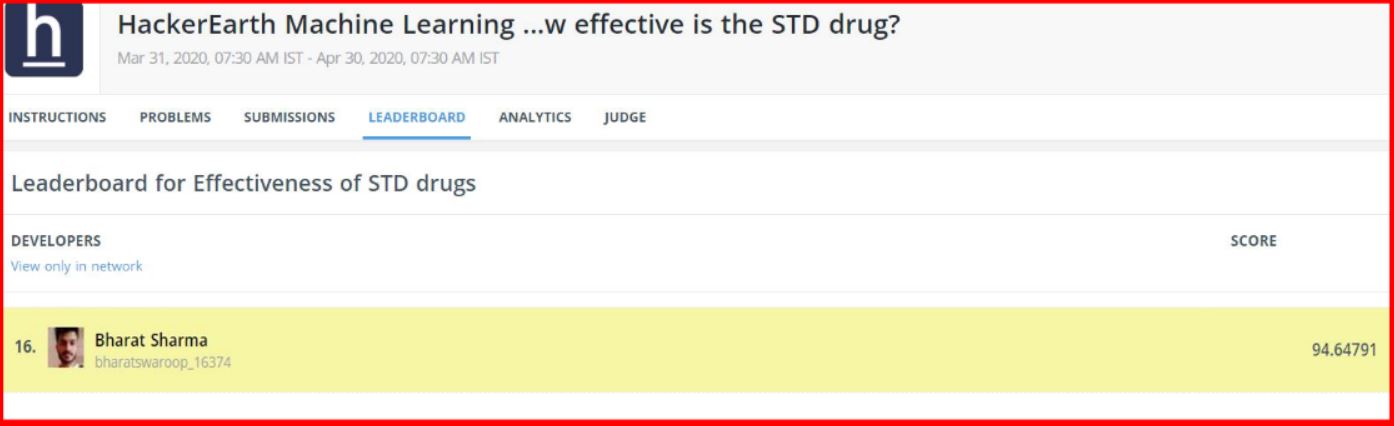 h
HackerEarth Machine Learning ...w effective is the STD drug?
Mar 31, 2020, 07:30 AM IST - Apr 30, 2020, 07:30 AM IST
INSTRUCTIONS PROBLEMS SUBMISSIONS LEADERBOARD ANALYTICS JUDGE
Leaderboard for Effectiveness of STD drugs
DEVELOPERS SCORE
View only in network
16. Bharat Sharma 94.64791
bharatswaroop_16374